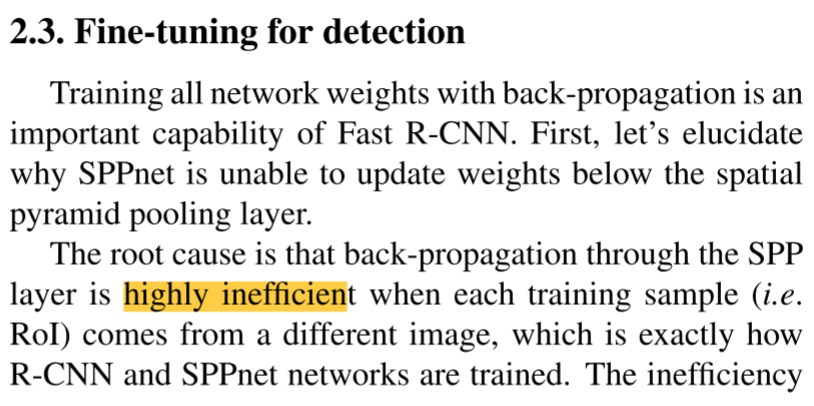 2.3. Fine-tuning for detection
Training all network weights with back-propagation is an
important capability of Fast R-CNN. First, let's elucidate
why SPPnet is unable to update weights below the spatial
pyramid pooling layer.
The root cause is that back-propagation through the SPP
layer is highly inefficient when each training sample (i.e.
RoI) comes from a different image, which is exactly how
R-CNN and SPPnet networks are trained. The inefficiency